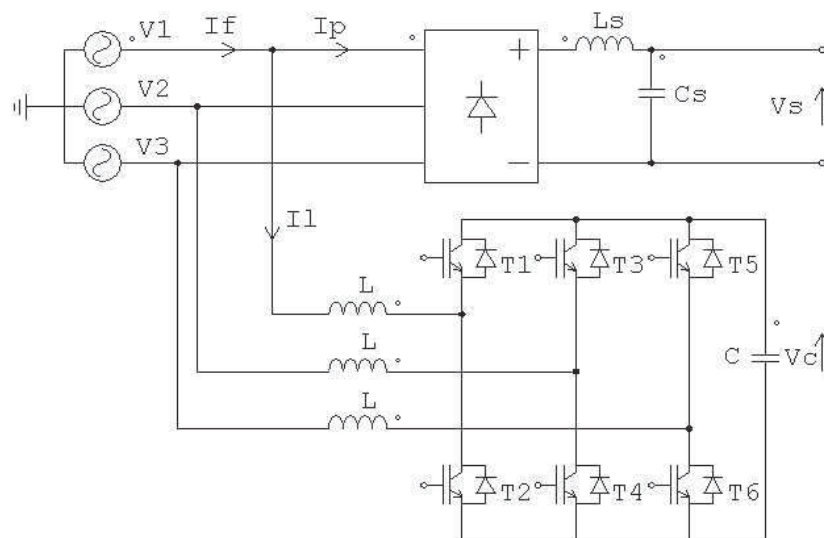 V1 If Ip Ls
V2 + Cs Vs
V3 −
Il
T1 T3 T5
L
L C Vc
L
T2 T4 T6